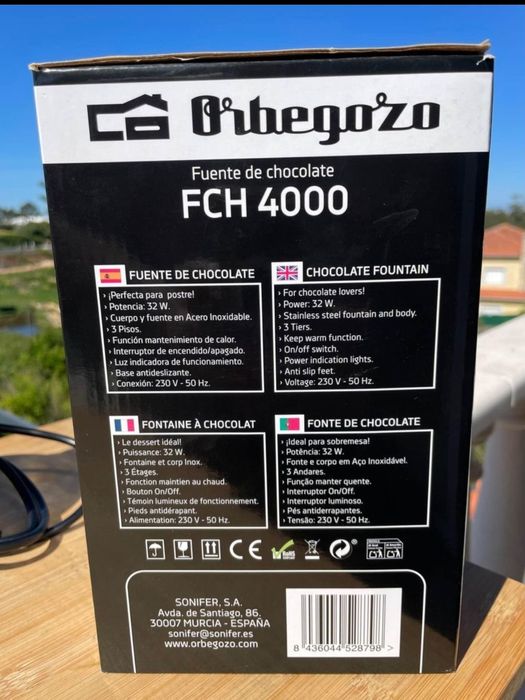 Orbegozo
Fuente de chocolate
FCH 4000
FUENTE DE CHOCOLATE
› ¡Perfecta para postre!
› Potencia: 32 W.
› Cuerpo y fuente en Acero Inoxidable.
› 3 Pisos.
› Función mantenimiento de calor.
› Interruptor de encendido/apagado.
› Luz indicadora de funcionamiento.
› Base antideslizante.
› Conexión: 230 V - 50 Hz.
CHOCOLATE FOUNTAIN
› For chocolate lovers!
› Power: 32 W.
› Stainless steel fountain and body.
› 3 Tiers.
› Keep warm function.
› On/off switch.
› Power indication lights.
› Anti slip feet.
› Voltage: 230 V - 50 Hz.
FONTAINE À CHOCOLAT
› Le dessert idéal!
› Puissance: 32 W.
› Fontaine et corp Inox.
› 3 Étages.
› Fonction maintien au chaud.
› Bouton On/Off.
› Témoin lumineux de fonctionnement.
› Pieds antidérapant.
› Alimentation: 230 V - 50 Hz.
FONTE DE CHOCOLATE
› ¡Ideal para sobremesa!
› Potência: 32 W.
› Fonte e corpo em Aço Inoxidável.
› 3 Andares.
› Função manter quente.
› Interruptor On/Off.
› Interruptor luminoso.
› Pés antiderrapantes.
› Tensão: 230 V - 50 Hz.
CE RoHS
SONIFER, S.A.
Avda. de Santiago, 86.
30007 MURCIA - ESPAÑA
sonifer@sonifer.es
www.orbegozo.com
8 436044 528798 >